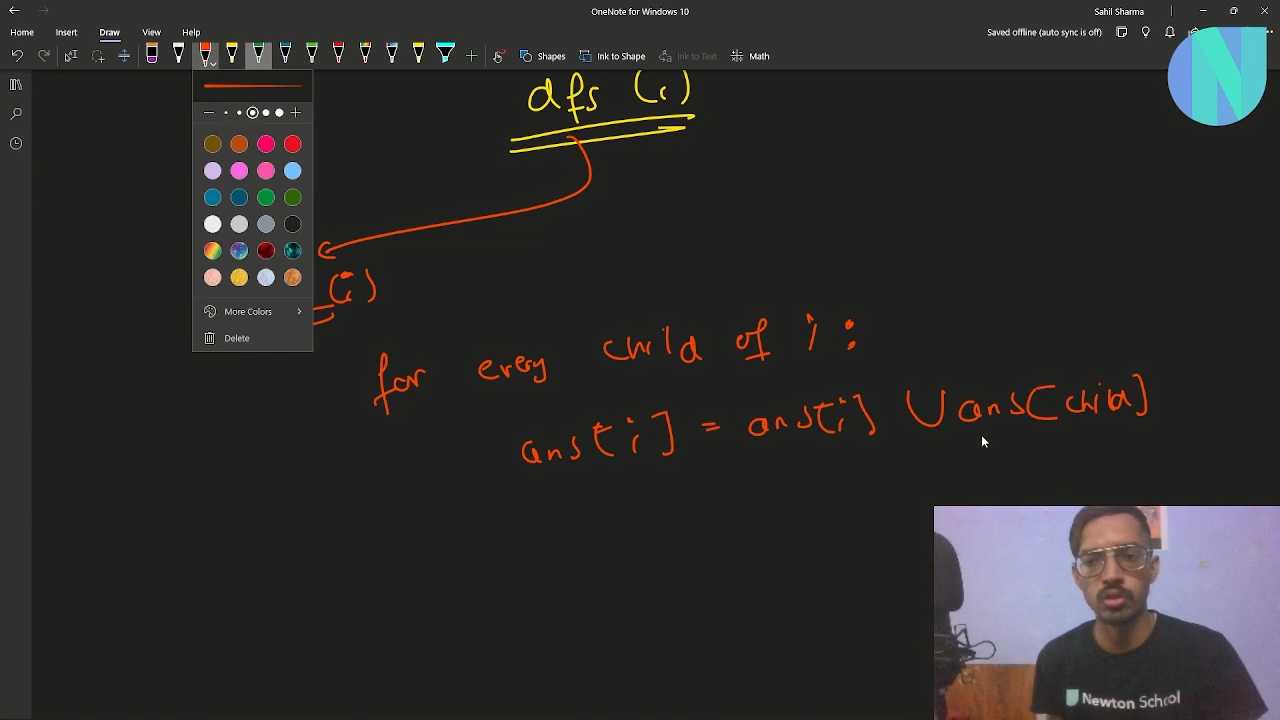 OneNote for Windows 10
Sahil Sharma
Home Insert Draw View Help
Saved offline (auto sync is off)
Shapes Ink to Shape Ink to Text Math
dfs (i)
More Colors
Delete
(i)
for every child of i :
ans[i] = ans[i] ∪ ans[child]
Newton School